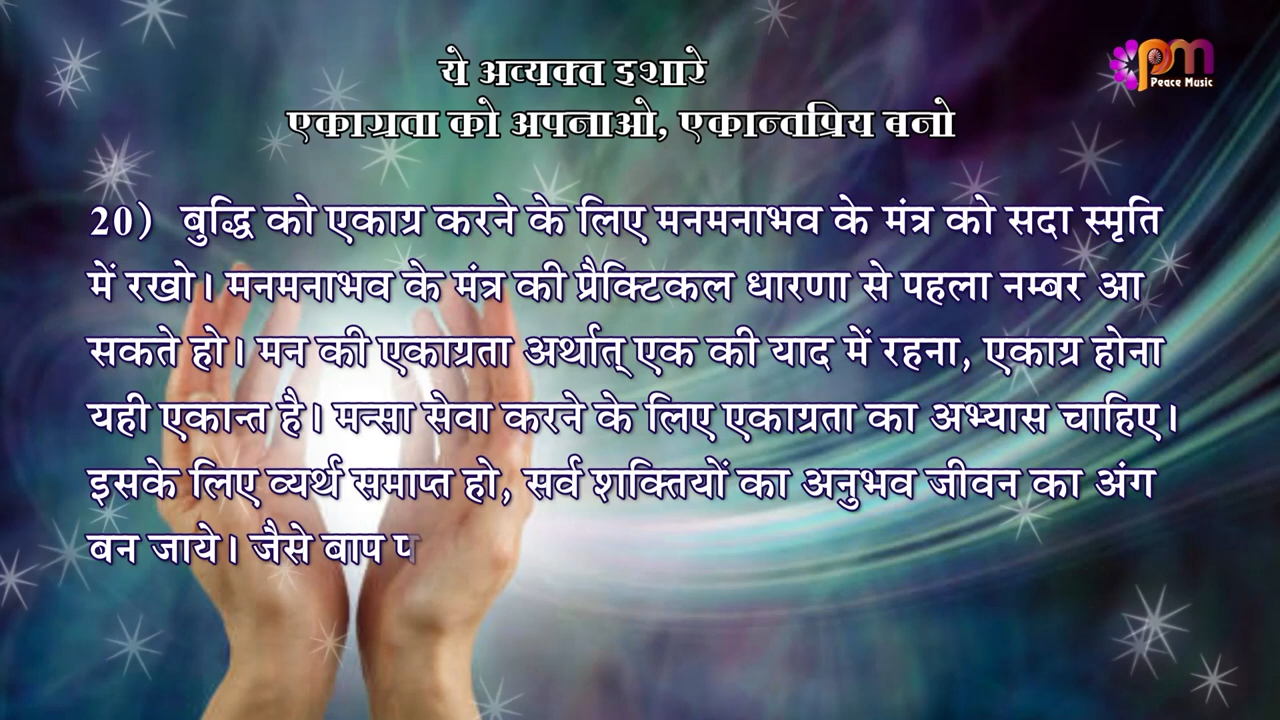 ये अव्यक्त इशारे
एकाग्रता को अपनाओ, एकान्तप्रिय बनो
pm
Peace Music
20) बुद्धि को एकाग्र करने के लिए मनमनाभव के मंत्र को सदा स्मृति
में रखो। मनमनाभव के मंत्र की प्रैक्टिकल धारणा से पहला नम्बर आ
सकते हो। मन की एकाग्रता अर्थात् एक की याद में रहना, एकाग्र होना
यही एकान्त है। मन्सा सेवा करने के लिए एकाग्रता का अभ्यास चाहिए।
इसके लिए व्यर्थ समाप्त हो, सर्व शक्तियों का अनुभव जीवन का अंग
बन जाये। जैसे बाप प